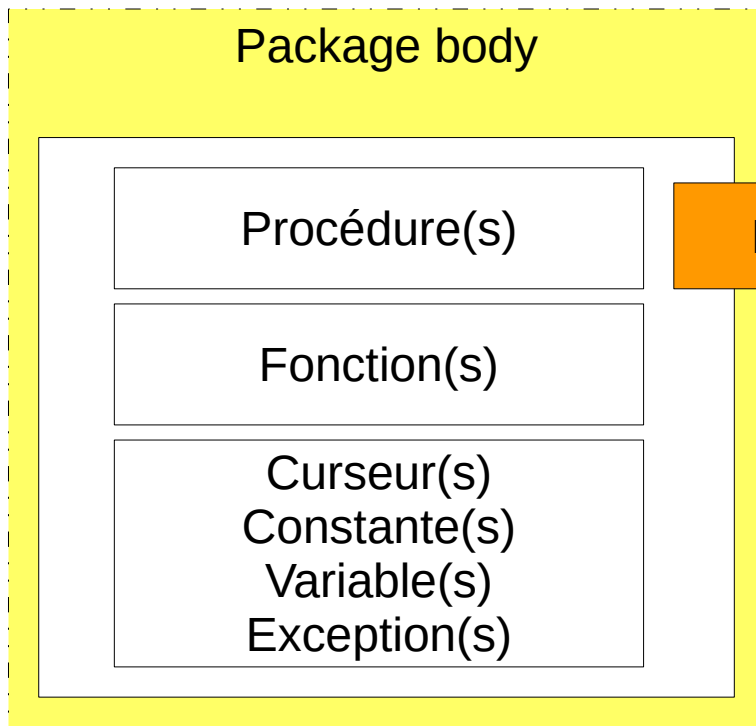 Package body
Procédure(s)
Fonction(s)
Curseur(s)
Constante(s)
Variable(s)
Exception(s)